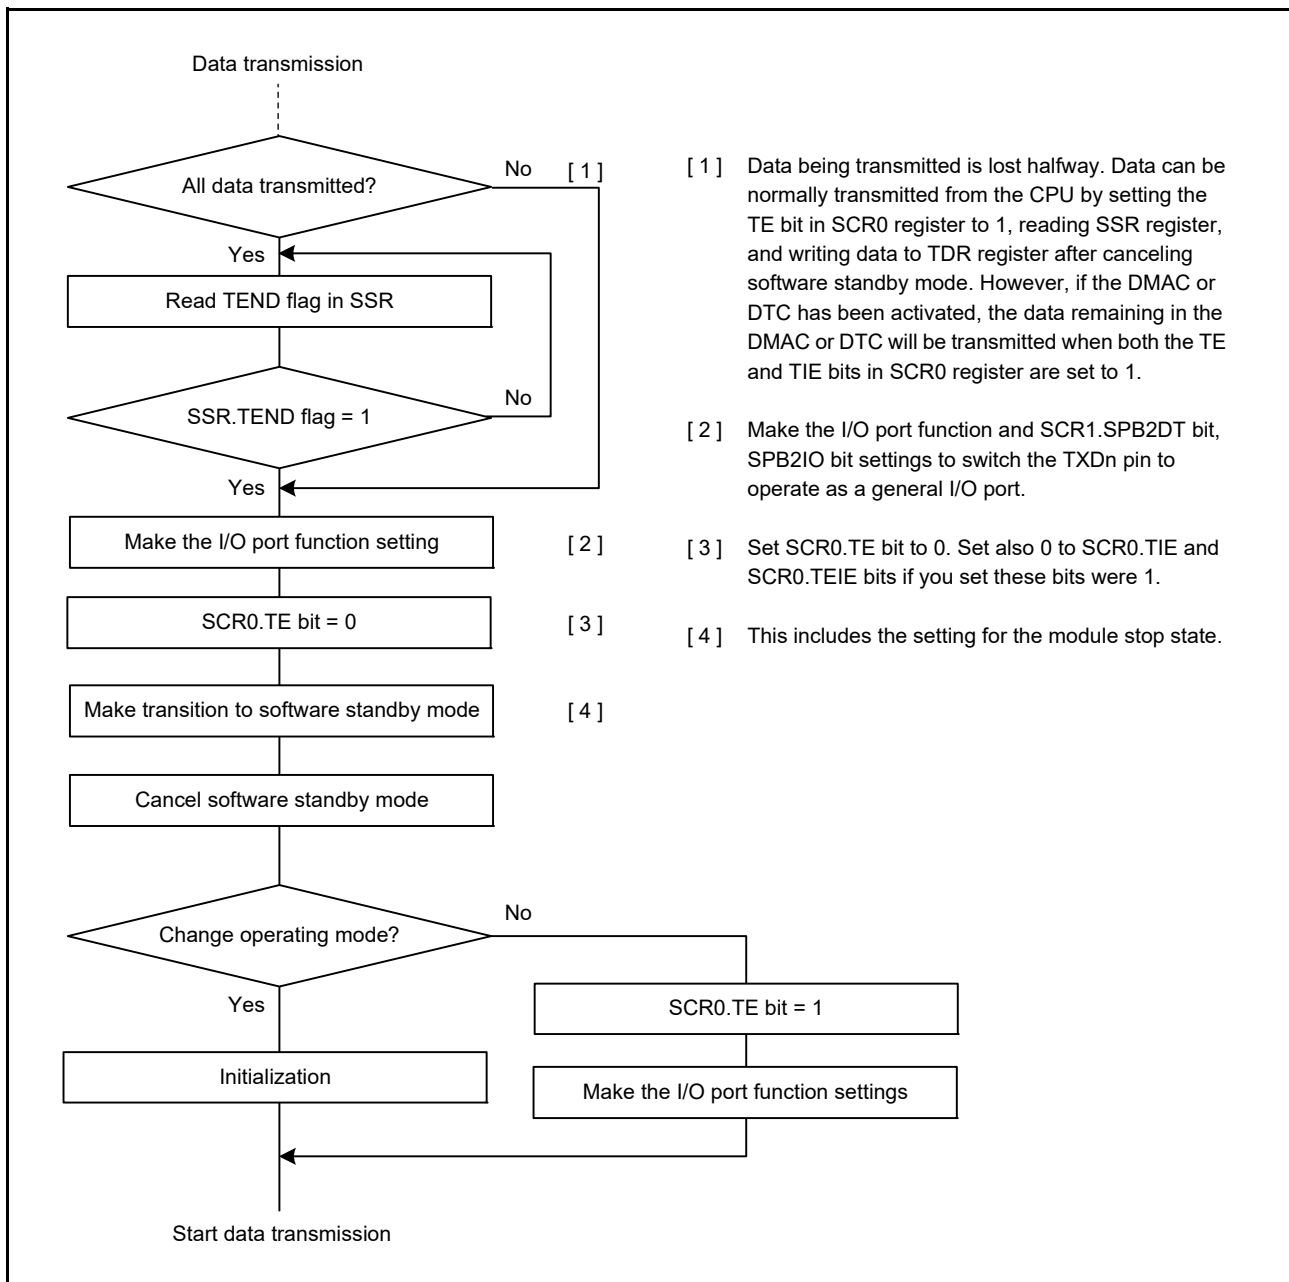 Data transmission
All data transmitted?
No
[ 1 ]
Yes
Read TEND flag in SSR
SSR.TEND flag = 1
No
Yes
Make the I/O port function setting
[ 2 ]
SCR0.TE bit = 0
[ 3 ]
Make transition to software standby mode
[ 4 ]
Cancel software standby mode
Change operating mode?
No
Yes
SCR0.TE bit = 1
Initialization
Make the I/O port function settings
Start data transmission
[ 1 ] Data being transmitted is lost halfway. Data can be
normally transmitted from the CPU by setting the
TE bit in SCR0 register to 1, reading SSR register,
and writing data to TDR register after canceling
software standby mode. However, if the DMAC or
DTC has been activated, the data remaining in the
DMAC or DTC will be transmitted when both the TE
and TIE bits in SCR0 register are set to 1.
[ 2 ] Make the I/O port function and SCR1.SPB2DT bit,
SPB2IO bit settings to switch the TXDn pin to
operate as a general I/O port.
[ 3 ] Set SCR0.TE bit to 0. Set also 0 to SCR0.TIE and
SCR0.TEIE bits if you set these bits were 1.
[ 4 ] This includes the setting for the module stop state.